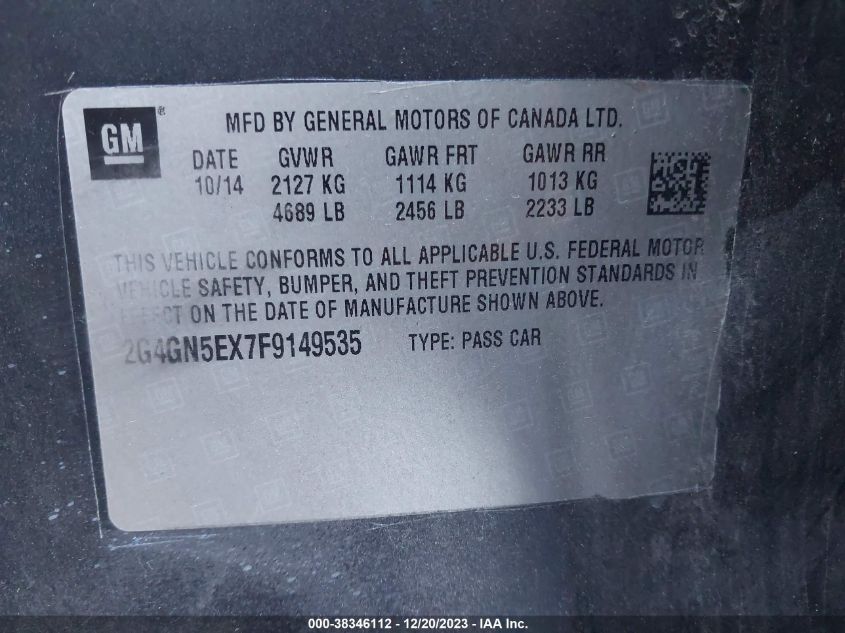 GM ®
MFD BY GENERAL MOTORS OF CANADA LTD.
DATE GVWR GAWR FRT GAWR RR
10/14 2127 KG 1114 KG 1013 KG
4689 LB 2456 LB 2233 LB
THIS VEHICLE CONFORMS TO ALL APPLICABLE U.S. FEDERAL MOTOR
VEHICLE SAFETY, BUMPER, AND THEFT PREVENTION STANDARDS IN
EFFECT ON THE DATE OF MANUFACTURE SHOWN ABOVE.
2G4GN5EX7F9149535 TYPE: PASS CAR
000-38346112 - 12/20/2023 - IAA Inc.